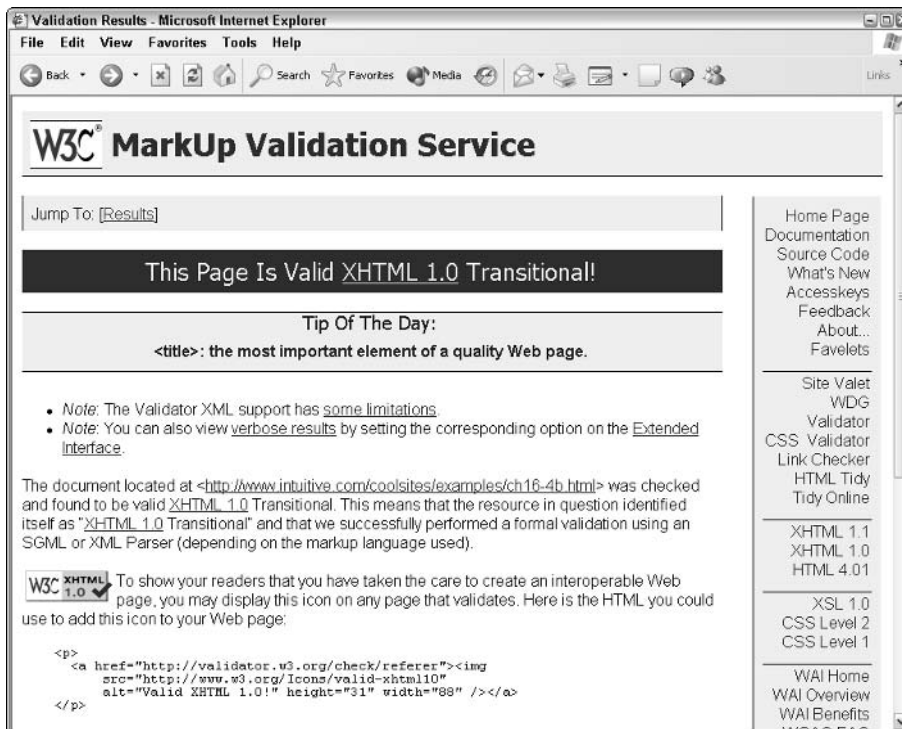 Validation Results - Microsoft Internet Explorer
File Edit View Favorites Tools Help
Back Search Favorites Media Links
W3C® MarkUp Validation Service
Jump To: [Results]
This Page Is Valid XHTML 1.0 Transitional!
Tip Of The Day:
<title>: the most important element of a quality Web page.
• Note: The Validator XML support has some limitations.
• Note: You can also view verbose results by setting the corresponding option on the Extended
Interface.
The document located at <http://www.intuitive.com/coolsites/examples/ch16-4b.html> was checked
and found to be valid XHTML 1.0 Transitional. This means that the resource in question identified
itself as "XHTML 1.0 Transitional" and that we successfully performed a formal validation using an
SGML or XML Parser (depending on the markup language used).
W3C XHTML 1.0
To show your readers that you have taken the care to create an interoperable Web
page, you may display this icon on any page that validates. Here is the HTML you could
use to add this icon to your Web page:
<p>
<a href="http://validator.w3.org/check/referer"><img
src="http://www.w3.org/Icons/valid-xhtml10"
alt="Valid XHTML 1.0!" height="31" width="88" /></a>
</p>
Home Page
Documentation
Source Code
What's New
Accesskeys
Feedback
About...
Favelets
Site Valet
WDG
Validator
CSS Validator
Link Checker
HTML Tidy
Tidy Online
XHTML 1.1
XHTML 1.0
HTML 4.01
XSL 1.0
CSS Level 2
CSS Level 1
WAI Home
WAI Overview
WAI Benefits